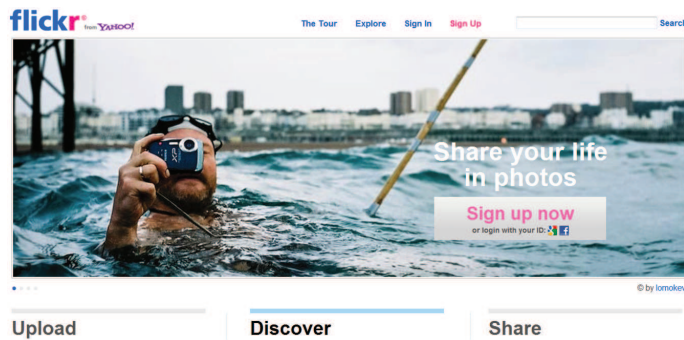 flickr® from YAHOO!
The Tour Explore Sign In Sign Up Search
XP
Share your life
in photos
Sign up now
or login with your ID:
© by lomokev
Upload Discover Share